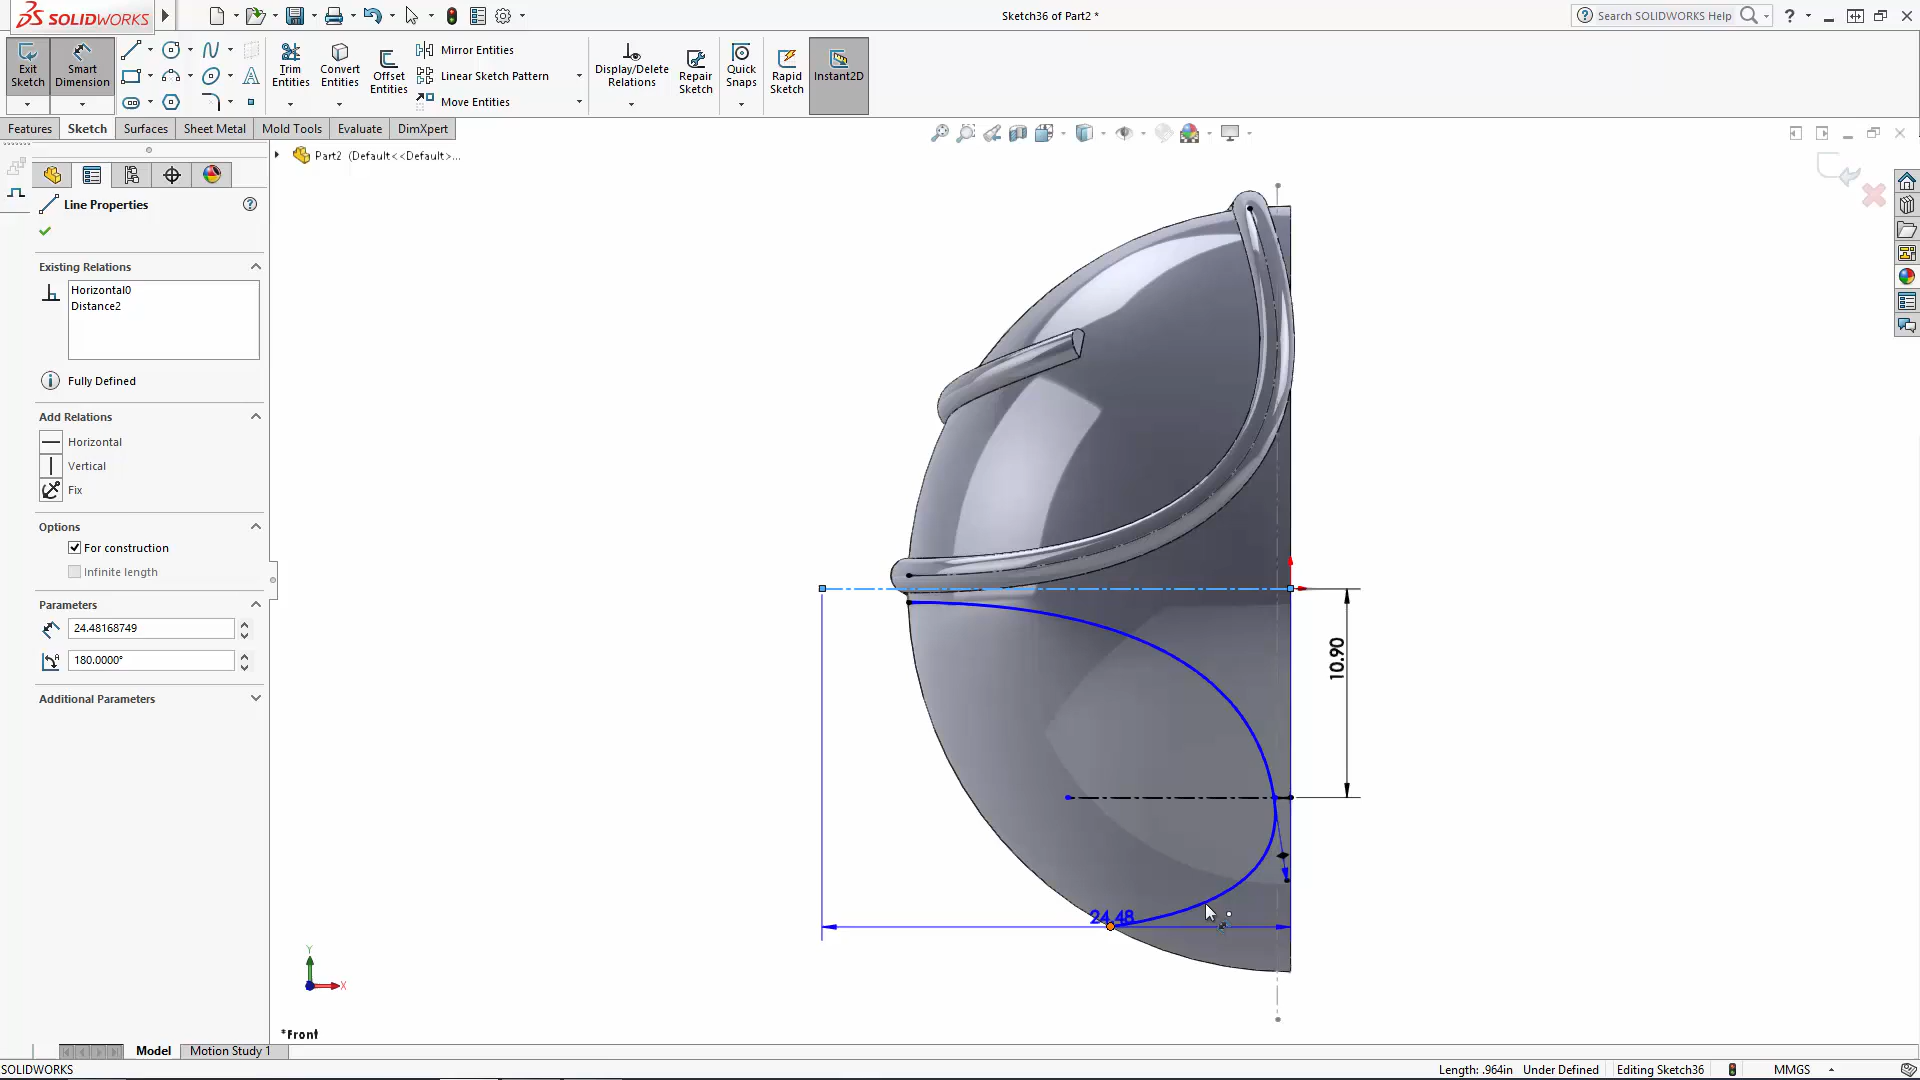 SOLIDWORKS
Sketch36 of Part2 *
Search SOLIDWORKS Help
Exit Sketch
Smart Dimension
Trim Entities
Convert Entities
Offset Entities
Mirror Entities
Linear Sketch Pattern
Move Entities
Display/Delete Relations
Repair Sketch
Quick Snaps
Rapid Sketch
Instant2D
Features
Sketch
Surfaces
Sheet Metal
Mold Tools
Evaluate
DimXpert
Part2 (Default<<Default>...
Line Properties
Existing Relations
Horizontal0
Distance2
Fully Defined
Add Relations
Horizontal
Vertical
Fix
Options
For construction
Infinite length
Parameters
24.48168749
180.0000°
Additional Parameters
10.90
24.48
Y
X
*Front
Model
Motion Study 1
SOLIDWORKS
Length: .964in
Under Defined
Editing Sketch36
MMGS